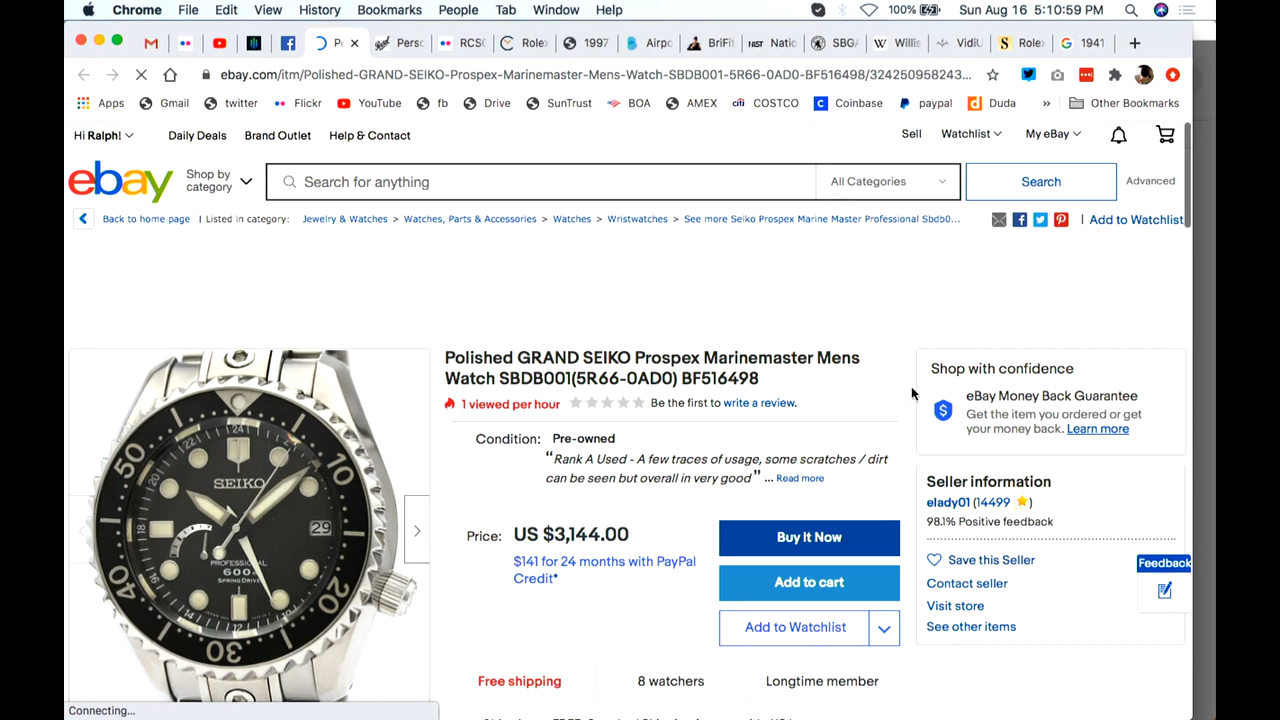 Chrome File Edit View History Bookmarks People Tab Window Help 100% Sun Aug 16 5:10:59 PM
Pc Perso RCSC Role 1997 Airpo BriFit Natio SBGA Willis VidiU Role 1941
ebay.com/itm/Polished-GRAND-SEIKO-Prospex-Marinemaster-Mens-Watch-SBDB001-5R66-0AD0-BF516498/324250958243...
Apps Gmail twitter Flickr YouTube fb Drive SunTrust BOA AMEX COSTCO Coinbase paypal Duda » Other Bookmarks
Hi Ralph! Daily Deals Brand Outlet Help & Contact Sell Watchlist My eBay
ebay Shop by category Search for anything All Categories Search Advanced
Back to home page | Listed in category: Jewelry & Watches > Watches, Parts & Accessories > Watches > Wristwatches > See more Seiko Prospex Marine Master Professional Sbdb0... | Add to Watchlist
Polished GRAND SEIKO Prospex Marinemaster Mens
Watch SBDB001(5R66-0AD0) BF516498
1 viewed per hour Be the first to write a review.
Condition: Pre-owned
“Rank A Used - A few traces of usage, some scratches / dirt
can be seen but overall in very good” ... Read more
Price: US $3,144.00
$141 for 24 months with PayPal
Credit*
Buy It Now
Add to cart
Add to Watchlist
Free shipping 8 watchers Longtime member
Shop with confidence
eBay Money Back Guarantee
Get the item you ordered or get
your money back. Learn more
Seller information
elady01 (14499 )
98.1% Positive feedback
Save this Seller
Contact seller
Visit store
See other items
Feedback
SEIKO
PROFESSIONAL
600m
SPRING DRIVE
50 10 40 20 30
29
Connecting...